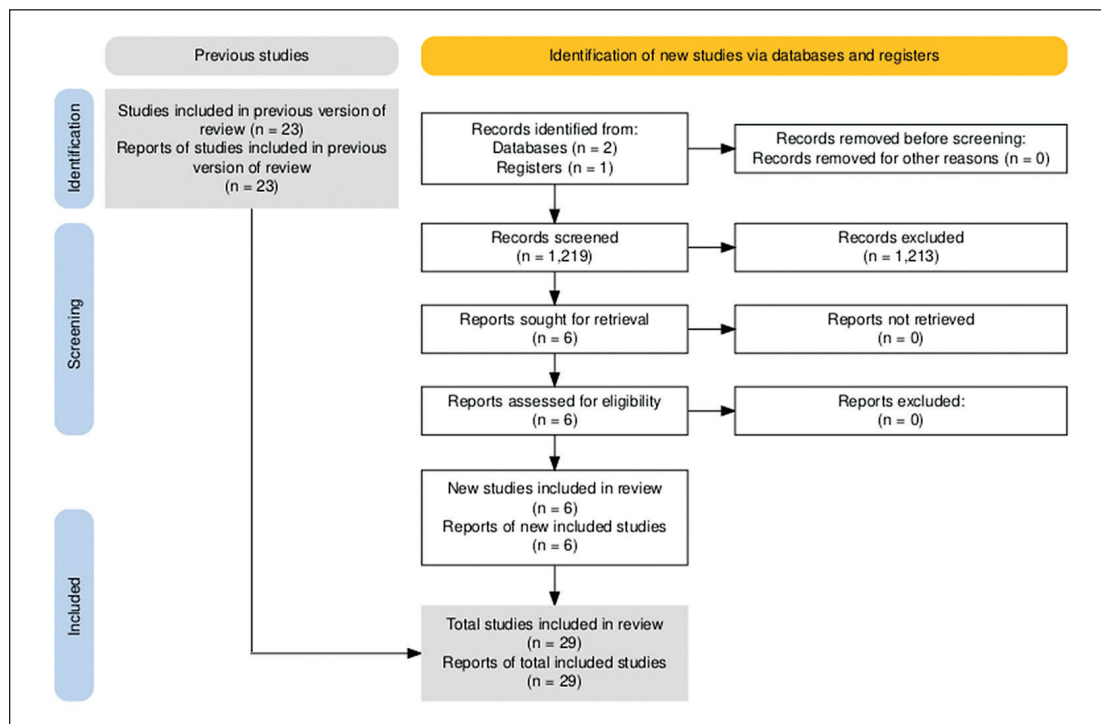 Previous studies
Identification of new studies via databases and registers
Identification
Studies included in previous version of
review (n = 23)
Reports of studies included in previous
version of review
(n = 23)
Records identified from:
Databases (n = 2)
Registers (n = 1)
Records removed before screening:
Records removed for other reasons (n = 0)
Screening
Records screened
(n = 1,219)
Records excluded
(n = 1,213)
Reports sought for retrieval
(n = 6)
Reports not retrieved
(n = 0)
Reports assessed for eligibility
(n = 6)
Reports excluded:
(n = 0)
Included
New studies included in review
(n = 6)
Reports of new included studies
(n = 6)
Total studies included in review
(n = 29)
Reports of total included studies
(n = 29)